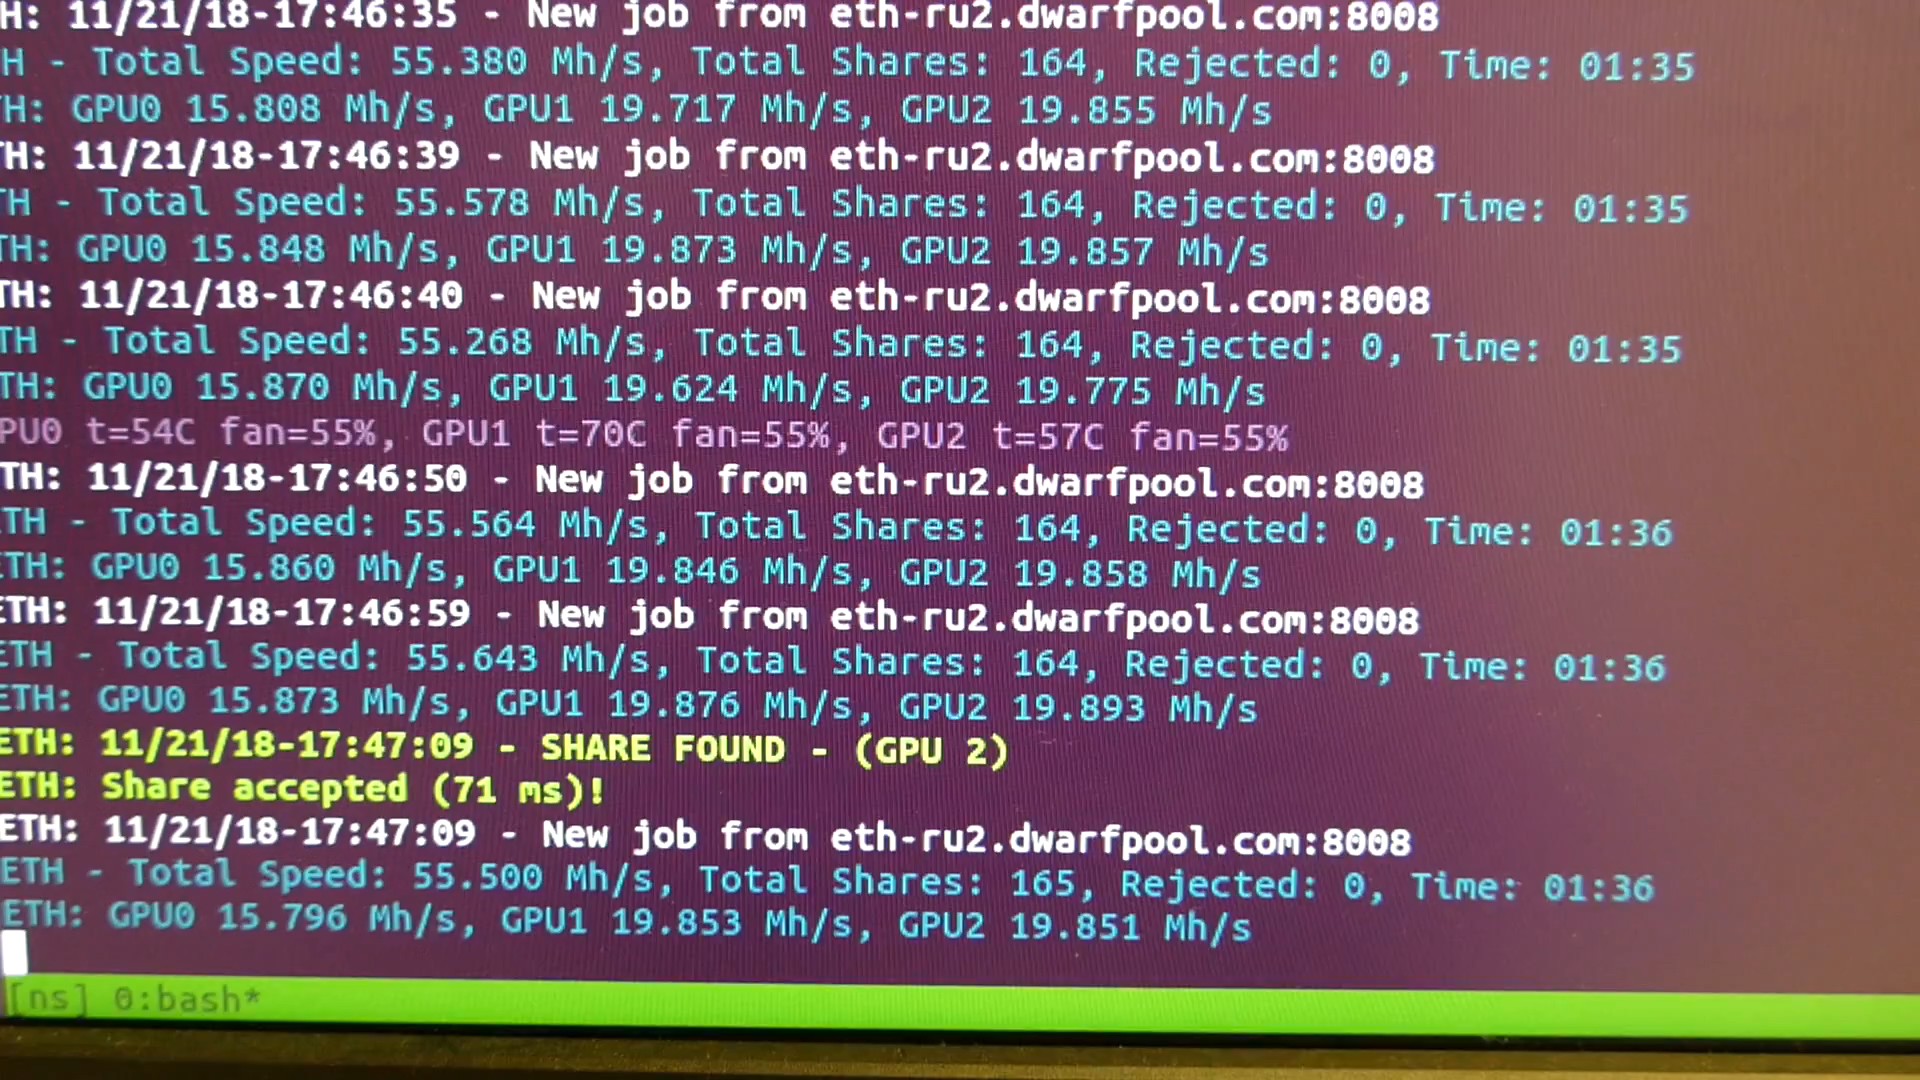 H: 11/21/18-17:46:35 - New job from eth-ru2.dwarfpool.com:8008
H - Total Speed: 55.380 Mh/s, Total Shares: 164, Rejected: 0, Time: 01:35
TH: GPU0 15.808 Mh/s, GPU1 19.717 Mh/s, GPU2 19.855 Mh/s
TH: 11/21/18-17:46:39 - New job from eth-ru2.dwarfpool.com:8008
TH - Total Speed: 55.578 Mh/s, Total Shares: 164, Rejected: 0, Time: 01:35
TH: GPU0 15.848 Mh/s, GPU1 19.873 Mh/s, GPU2 19.857 Mh/s
TH: 11/21/18-17:46:40 - New job from eth-ru2.dwarfpool.com:8008
TH - Total Speed: 55.268 Mh/s, Total Shares: 164, Rejected: 0, Time: 01:35
TH: GPU0 15.870 Mh/s, GPU1 19.624 Mh/s, GPU2 19.775 Mh/s
PU0 t=54C fan=55%, GPU1 t=70C fan=55%, GPU2 t=57C fan=55%
TH: 11/21/18-17:46:50 - New job from eth-ru2.dwarfpool.com:8008
ETH - Total Speed: 55.564 Mh/s, Total Shares: 164, Rejected: 0, Time: 01:36
ETH: GPU0 15.860 Mh/s, GPU1 19.846 Mh/s, GPU2 19.858 Mh/s
ETH: 11/21/18-17:46:59 - New job from eth-ru2.dwarfpool.com:8008
ETH - Total Speed: 55.643 Mh/s, Total Shares: 164, Rejected: 0, Time: 01:36
ETH: GPU0 15.873 Mh/s, GPU1 19.876 Mh/s, GPU2 19.893 Mh/s
ETH: 11/21/18-17:47:09 - SHARE FOUND - (GPU 2)
ETH: Share accepted (71 ms)!
ETH: 11/21/18-17:47:09 - New job from eth-ru2.dwarfpool.com:8008
ETH - Total Speed: 55.500 Mh/s, Total Shares: 165, Rejected: 0, Time: 01:36
ETH: GPU0 15.796 Mh/s, GPU1 19.853 Mh/s, GPU2 19.851 Mh/s
[ns] 0:bash*